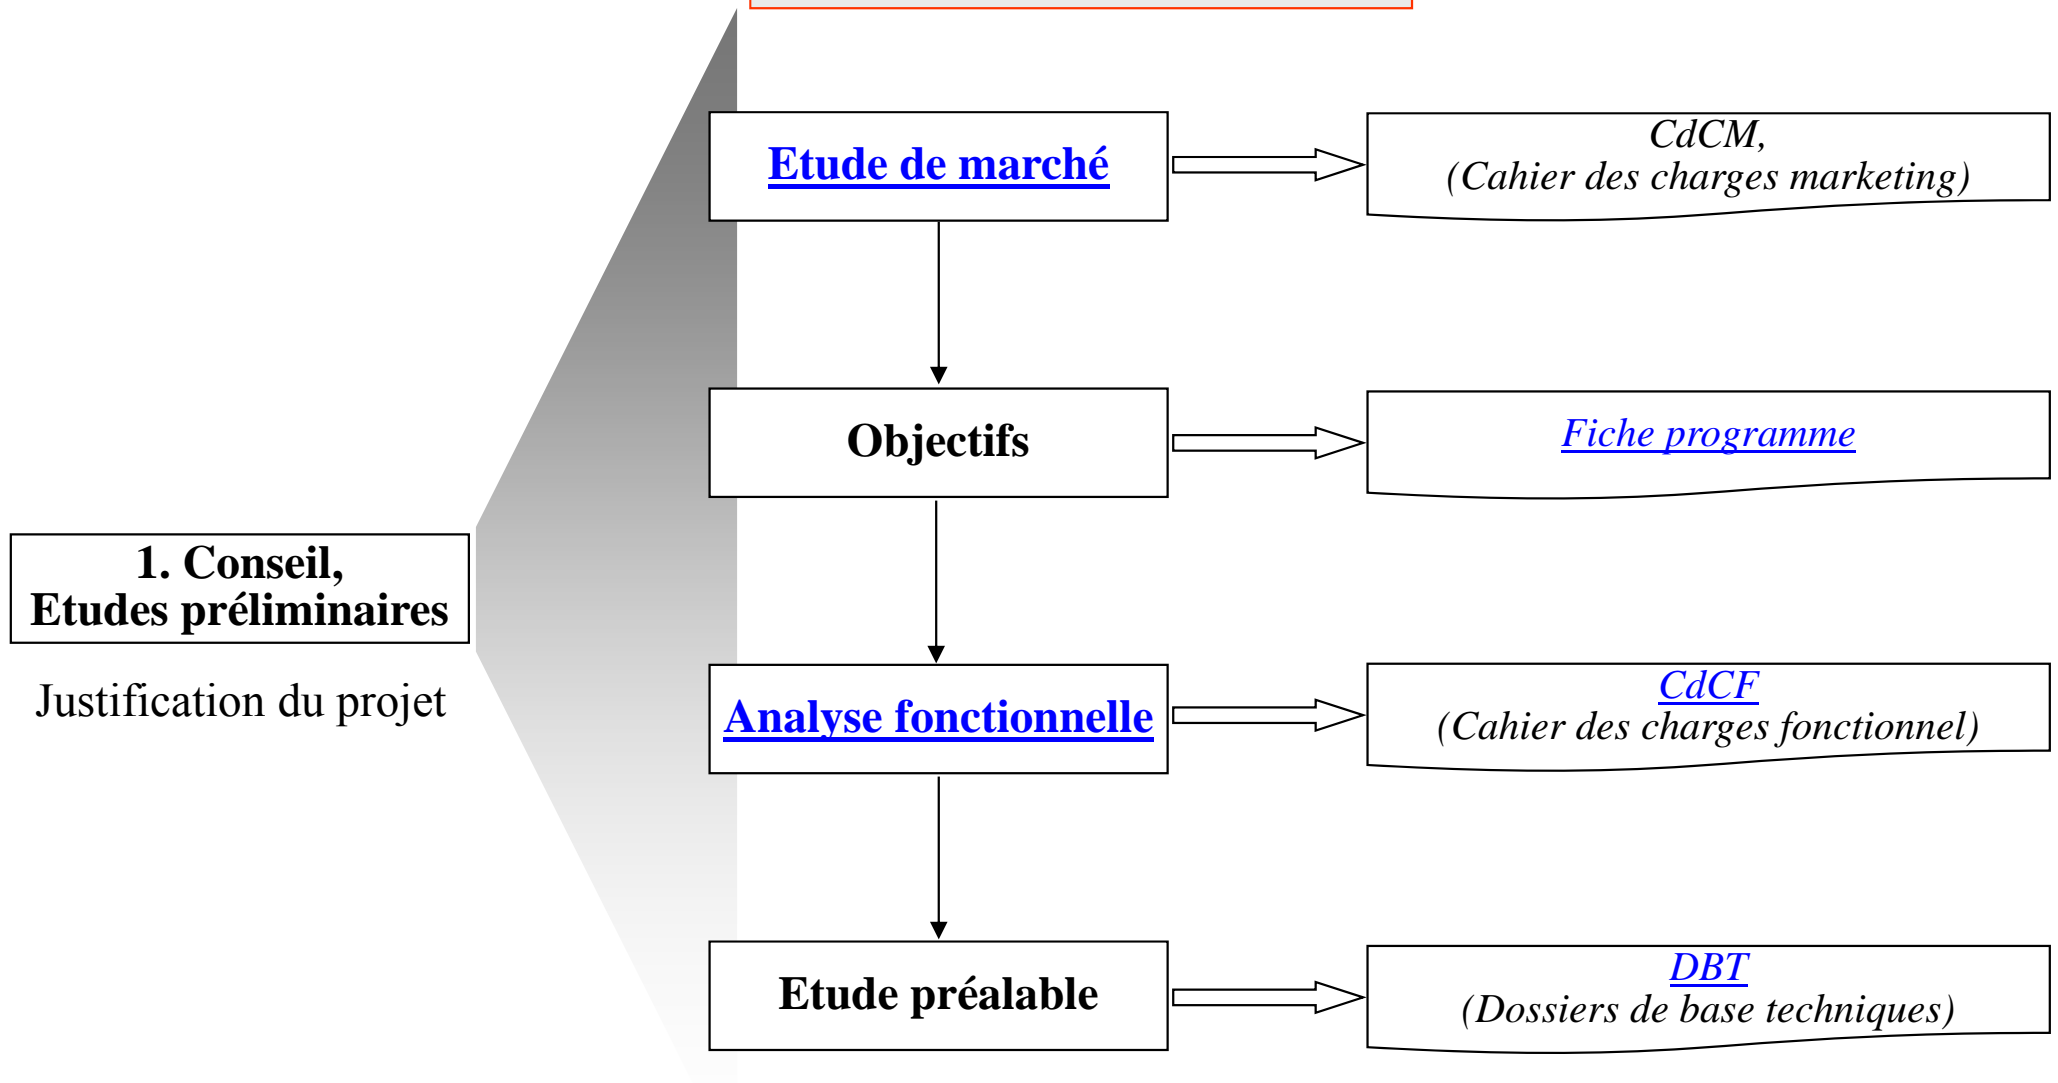 Etude de marché
CdCM,
(Cahier des charges marketing)
Objectifs
Fiche programme
1. Conseil,
Etudes préliminaires
Justification du projet
Analyse fonctionnelle
CdCF
(Cahier des charges fonctionnel)
Etude préalable
DBT
(Dossiers de base techniques)